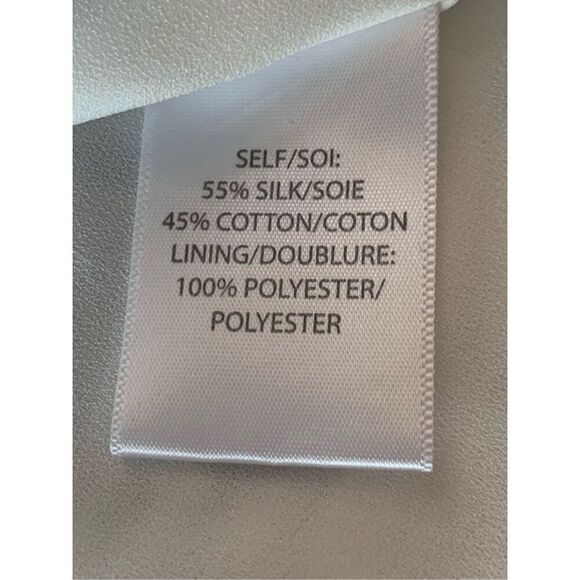 SELF/SOI:
55% SILK/SOIE
45% COTTON/COTON
LINING/DOUBLURE:
100% POLYESTER/
POLYESTER